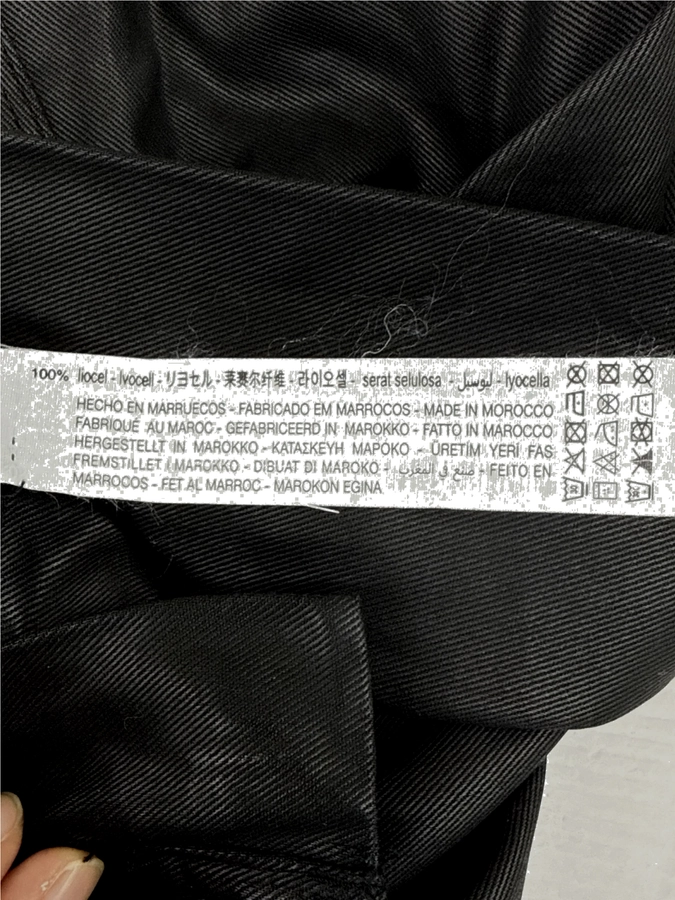 100% liocel - lyocell - リヨセル - 莱赛尔纤维 - 라이오셀 - serat selulosa - ليوسيل - lyocella
HECHO EN MARRUECOS - FABRICADO EM MARROCOS - MADE IN MOROCCO
FABRIQUÉ AU MAROC - GEFABRICEERD IN MAROKKO - FATTO IN MAROCCO
HERGESTELLT IN MAROKKO - ΚΑΤΑΣΚΕΥΗ ΜΑΡΟΚΟ - ÜRETİM YERİ FAS
FREMSTILLET I MAROKKO - DIBUAT DI MAROKO - صنع في المغرب - FEITO EN
MARROCOS - FET AL MARROC - MAROKON EGINA